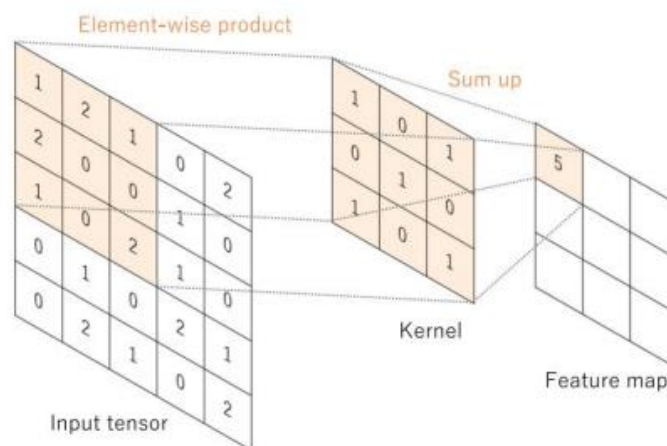 Element-wise product
Sum up
1 2 1 0 2
2 0 0 1 0
1 0 2 1 0
0 1 0 2 1
0 2 1 0 2
1 0 1
0 1 0
1 0 1
5
Input tensor
Kernel
Feature map